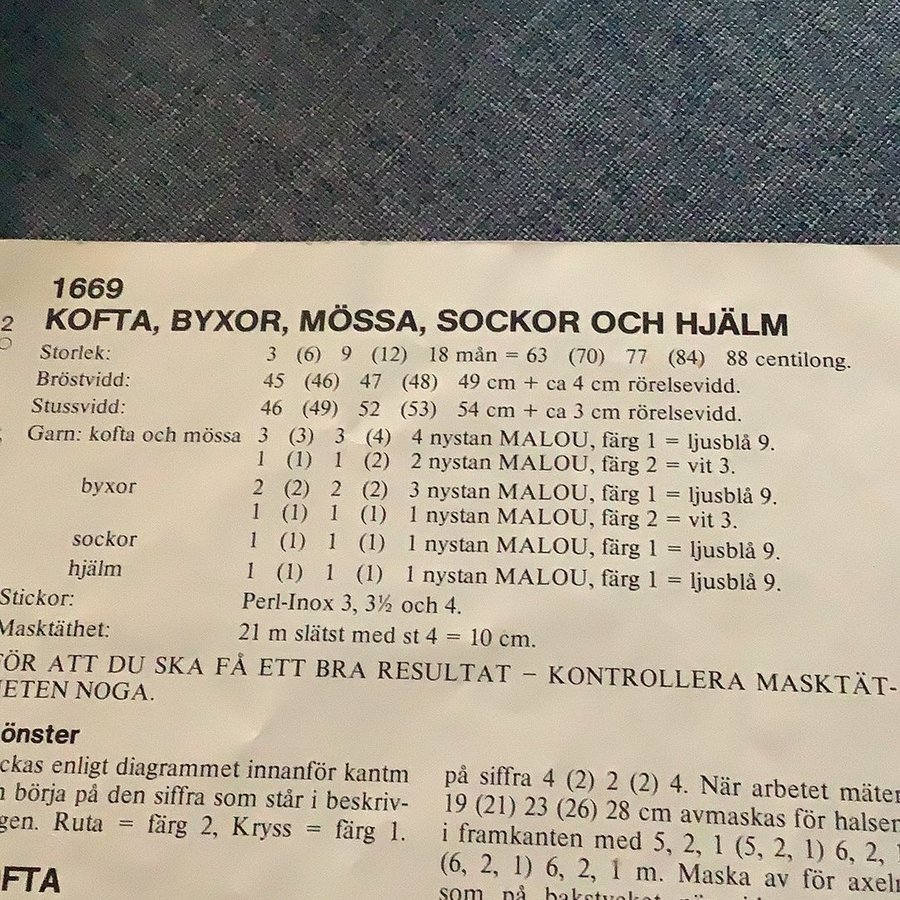 1669
2 KOFTA, BYXOR, MÖSSA, SOCKOR OCH HJÄLM
Storlek: 3 (6) 9 (12) 18 mån = 63 (70) 77 (84) 88 centilong.
Bröstvidd: 45 (46) 47 (48) 49 cm + ca 4 cm rörelsevidd.
Stussvidd: 46 (49) 52 (53) 54 cm + ca 3 cm rörelsevidd.
Garn: kofta och mössa 3 (3) 3 (4) 4 nystan MALOU, färg 1 = ljusblå 9.
1 (1) 1 (2) 2 nystan MALOU, färg 2 = vit 3.
byxor 2 (2) 2 (2) 3 nystan MALOU, färg 1 = ljusblå 9.
1 (1) 1 (1) 1 nystan MALOU, färg 2 = vit 3.
sockor 1 (1) 1 (1) 1 nystan MALOU, färg 1 = ljusblå 9.
hjälm 1 (1) 1 (1) 1 nystan MALOU, färg 1 = ljusblå 9.
Stickor: Perl-Inox 3, 3½ och 4.
Masktäthet: 21 m slätst med st 4 = 10 cm.
FÖR ATT DU SKA FÅ ETT BRA RESULTAT – KONTROLLERA MASKTÄT-
HETEN NOGA.
önster
ckas enligt diagrammet innanför kantm
n börja på den siffra som står i beskriv-
gen. Ruta = färg 2, Kryss = färg 1.
OFTA
på siffra 4 (2) 2 (2) 4. När arbetet mäter
19 (21) 23 (26) 28 cm avmaskas för halsen
i framkanten med 5, 2, 1 (5, 2, 1) 6, 2,
(6, 2, 1) 6, 2, 1 m. Maska av för axeln
som på bakstycket